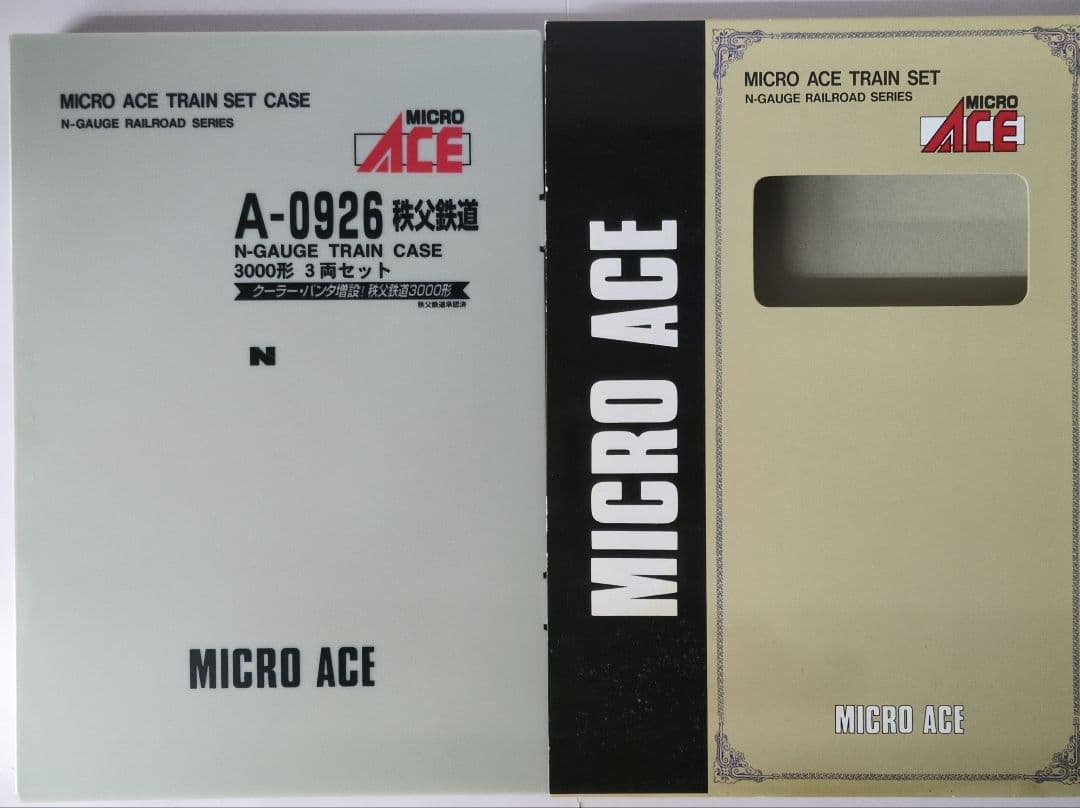 MICRO ACE TRAIN SET CASE
N-GAUGE RAILROAD SERIES
MICRO
ACE
A-0926 秩父鉄道
N-GAUGE TRAIN CASE
3000形 3両セット
クーラー・パンタ増設!秩父鉄道3000形
秩父鉄道承認済
N
MICRO ACE
MICRO ACE
MICRO ACE TRAIN SET
N-GAUGE RAILROAD SERIES
MICRO
ACE
MICRO ACE